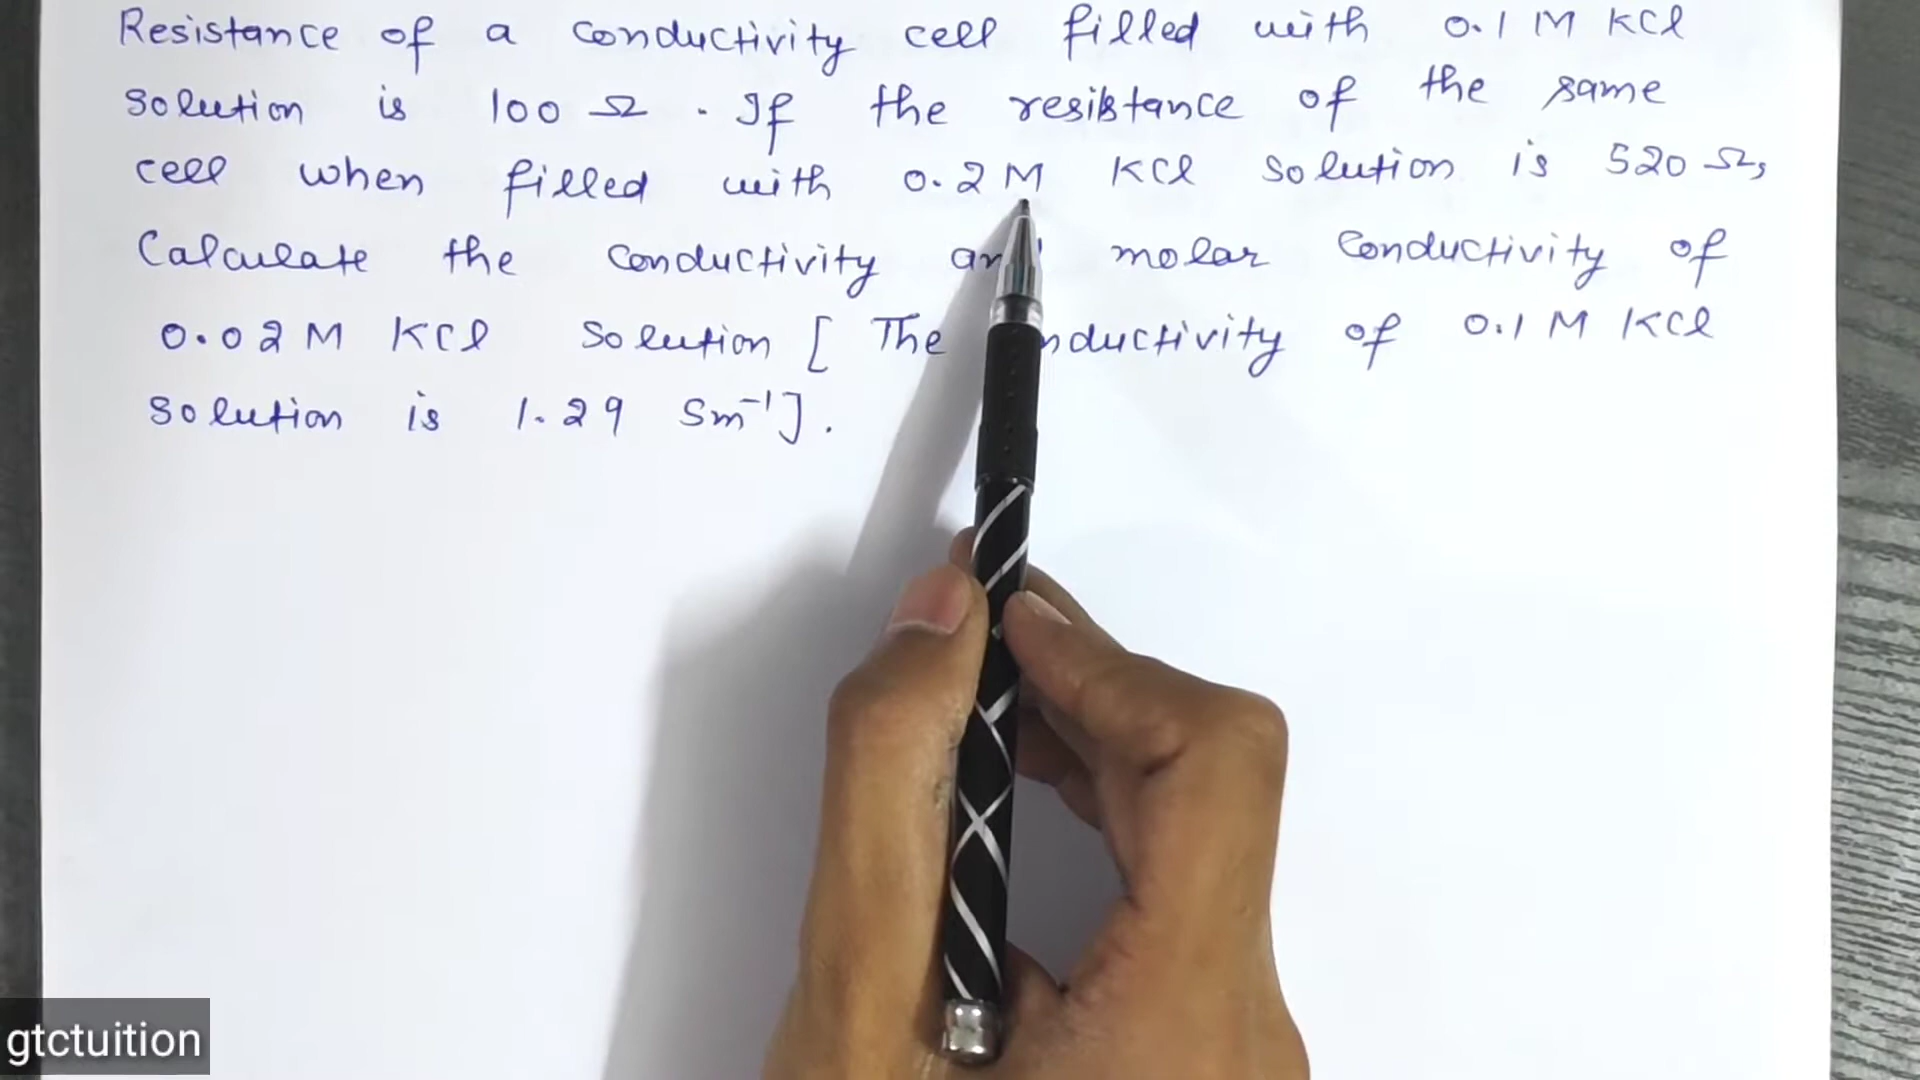 Resistance of a conductivity cell filled with 0.1 M KCl
solution is 100 Ω. If the resistance of the same
cell when filled with 0.2 M KCl solution is 520 Ω,
Calculate the conductivity and molar conductivity of
0.02 M KCl solution [ The conductivity of 0.1 M KCl
solution is 1.29 Sm⁻¹].
gtctuition